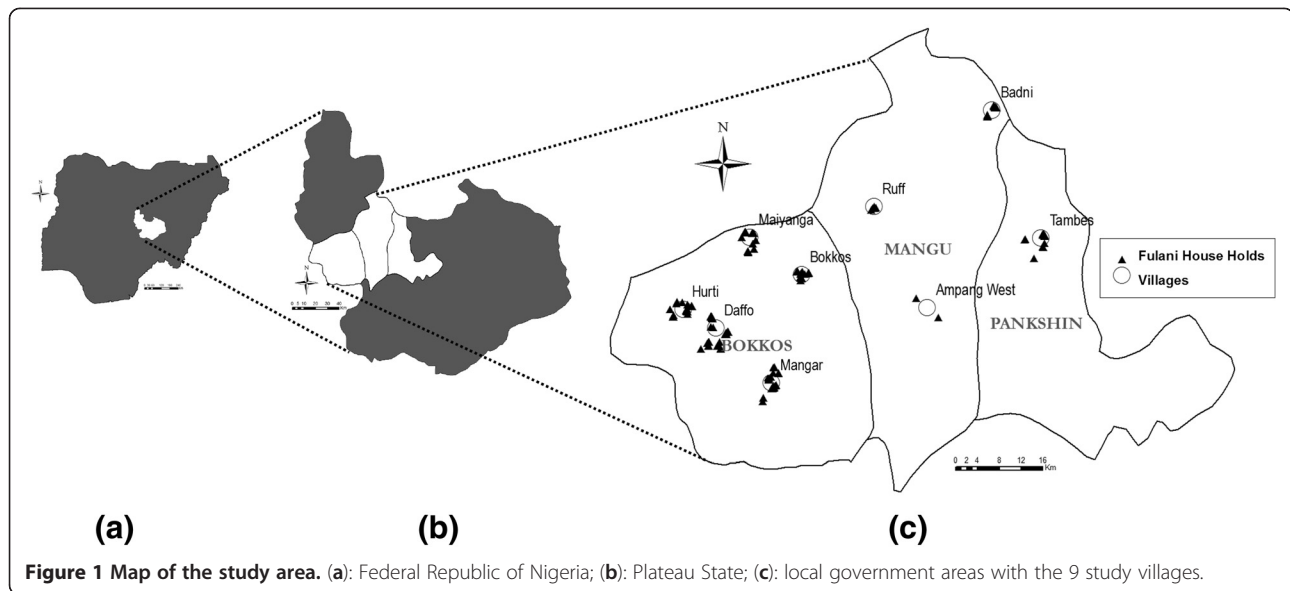 N
N
N
Badni
Ruff
Maiyanga
Tambes
Bokkos
MANGU
Fulani House Holds
Villages
Hurti
Ampang West
Daffo
PANKSHIN
BOKKOS
Mangar
0 2 4 8 12 16
Km
(a)
(b)
(c)
Figure 1 Map of the study area. (a): Federal Republic of Nigeria; (b): Plateau State; (c): local government areas with the 9 study villages.